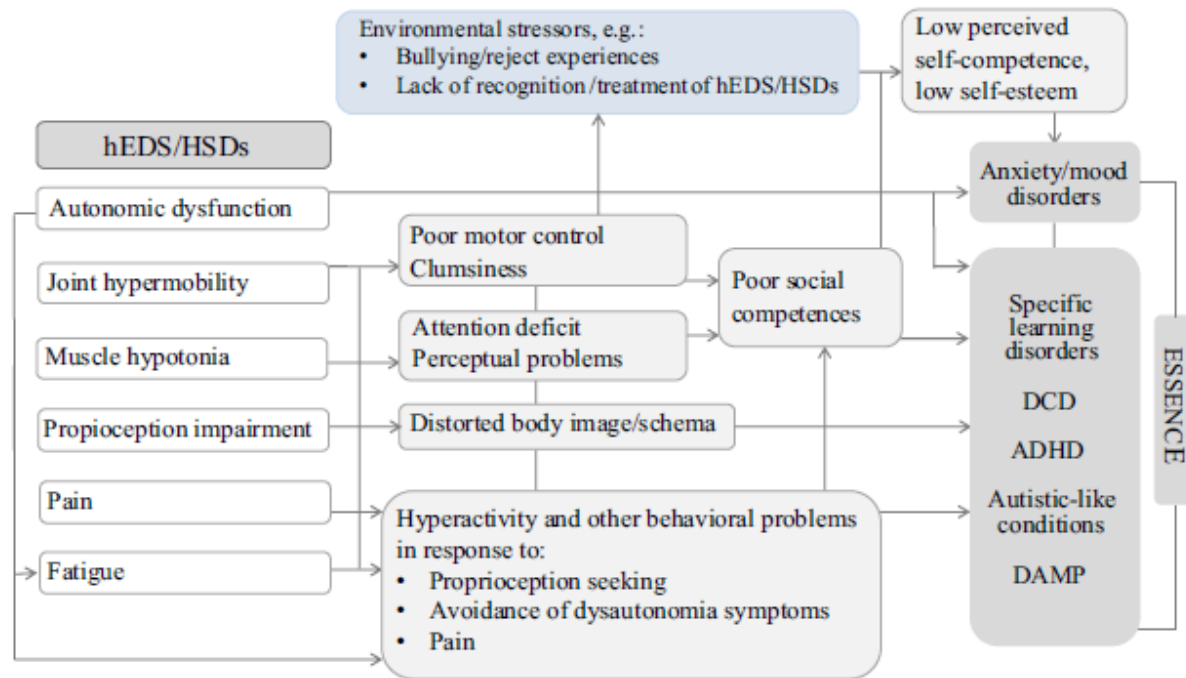 Environmental stressors, e.g.:
• Bullying/reject experiences
• Lack of recognition/treatment of hEDS/HSDs
Low perceived
self-competence,
low self-esteem
hEDS/HSDs
Anxiety/mood
disorders
Autonomic dysfunction
Joint hypermobility
Muscle hypotonia
Propioception impairment
Pain
Fatigue
Poor motor control
Clumsiness
Attention deficit
Perceptual problems
Distorted body image/schema
Hyperactivity and other behavioral problems
in response to:
• Proprioception seeking
• Avoidance of dysautonomia symptoms
• Pain
Poor social
competences
Specific
learning
disorders
DCD
ADHD
Autistic-like
conditions
DAMP
ESSENCE